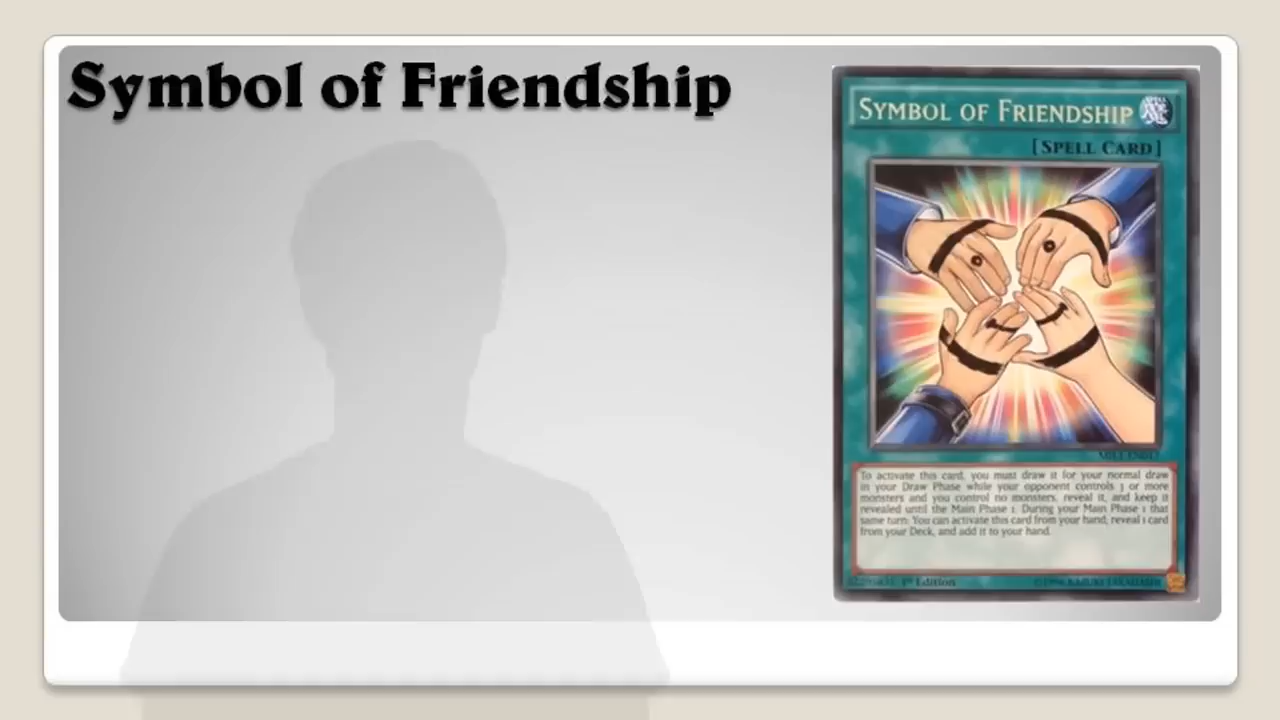 Symbol of Friendship
SYMBOL OF FRIENDSHIP
[SPELL CARD]
To activate this card, you must draw it for your normal draw
in your Draw Phase while your opponent controls 3 or more
monsters and you control no monsters, reveal it, and keep it
revealed until the Main Phase 1. During your Main Phase 1 that
same turn: You can activate this card from your hand; reveal 1 card
from your Deck, and add it to your hand.
1st Edition
©1996 KAZUKI TAKAHASHI